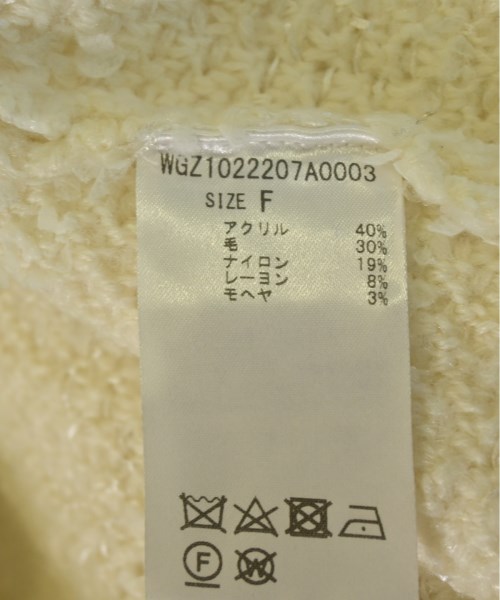 WGZ1022207A0003
SIZE F
アクリル 40%
毛 30%
ナイロン 19%
レーヨン 8%
モヘヤ 3%
F W